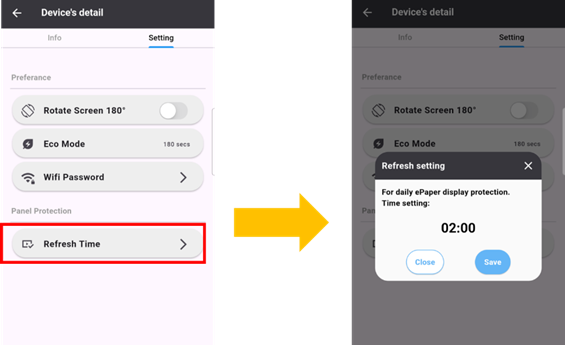 Device's detail
Info
Setting
Preferance
Rotate Screen 180°
Eco Mode
180 secs
Wifi Password
Panel Protection
Refresh Time
Device's detail
Info
Setting
Preferance
Rotate Screen 180°
Eco Mode
180 secs
Refresh setting
For daily ePaper display protection.
Time setting:
02:00
Close
Save